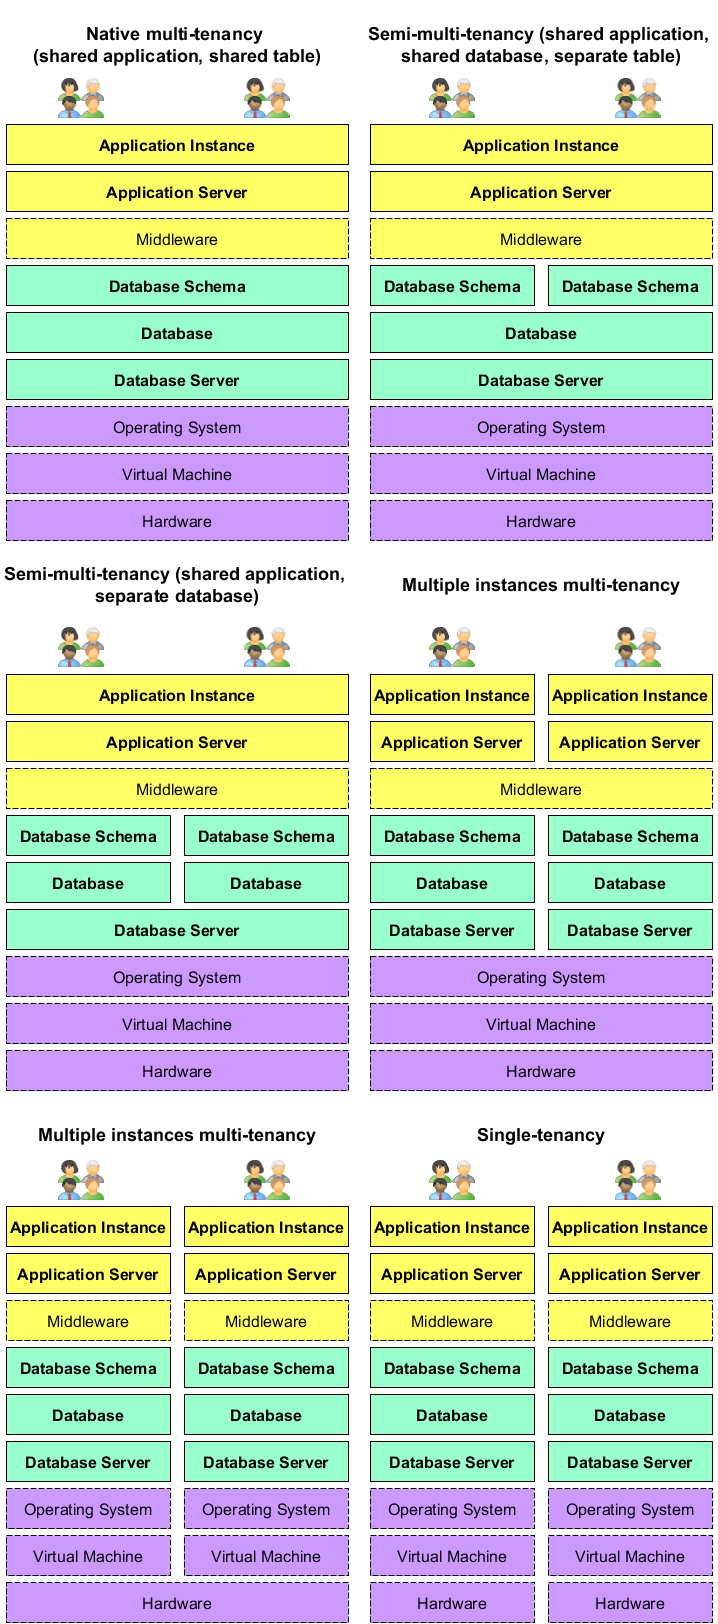 Native multi-tenancy
(shared application, shared table)
Application Instance
Application Server
Middleware
Database Schema
Database
Database Server
Operating System
Virtual Machine
Hardware
Semi-multi-tenancy (shared application,
shared database, separate table)
Application Instance
Application Server
Middleware
Database Schema Database Schema
Database
Database Server
Operating System
Virtual Machine
Hardware
Semi-multi-tenancy (shared application,
separate database)
Application Instance
Application Server
Middleware
Database Schema Database Schema
Database Database
Database Server
Operating System
Virtual Machine
Hardware
Multiple instances multi-tenancy
Application Instance Application Instance
Application Server Application Server
Middleware
Database Schema Database Schema
Database Database
Database Server Database Server
Operating System
Virtual Machine
Hardware
Multiple instances multi-tenancy
Application Instance Application Instance
Application Server Application Server
Middleware Middleware
Database Schema Database Schema
Database Database
Database Server Database Server
Operating System Operating System
Virtual Machine Virtual Machine
Hardware
Single-tenancy
Application Instance Application Instance
Application Server Application Server
Middleware Middleware
Database Schema Database Schema
Database Database
Database Server Database Server
Operating System Operating System
Virtual Machine Virtual Machine
Hardware Hardware